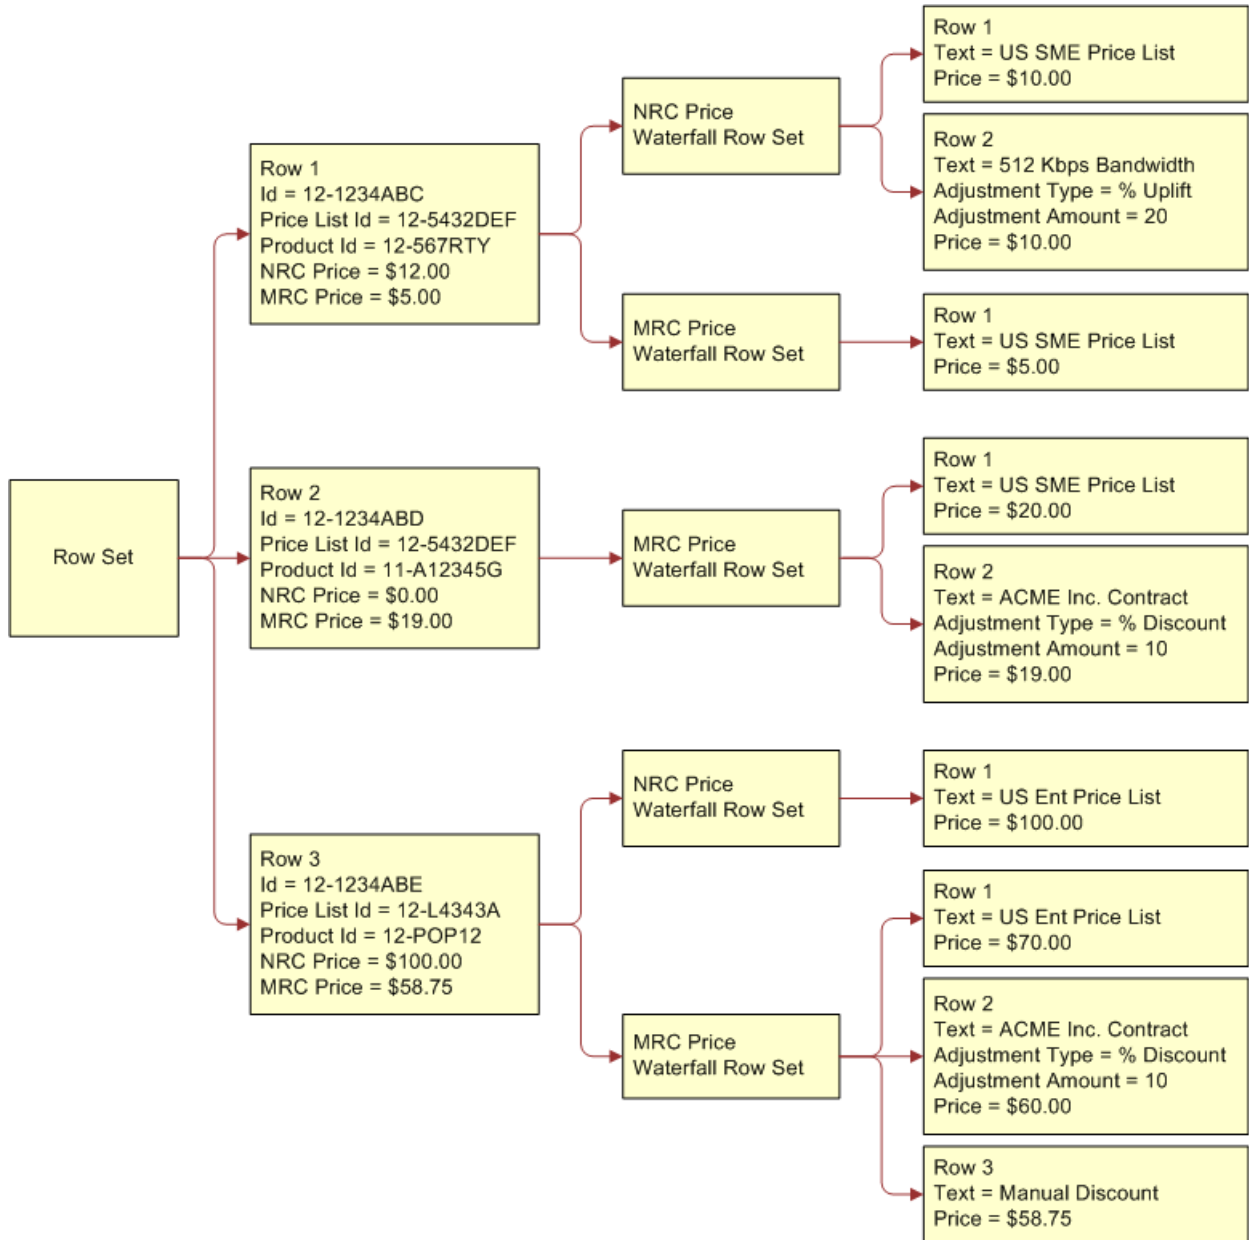 Row Set
Row 1
Id = 12-1234ABC
Price List Id = 12-5432DEF
Product Id = 12-567RTY
NRC Price = $12.00
MRC Price = $5.00
NRC Price
Waterfall Row Set
Row 1
Text = US SME Price List
Price = $10.00
Row 2
Text = 512 Kbps Bandwidth
Adjustment Type = % Uplift
Adjustment Amount = 20
Price = $10.00
MRC Price
Waterfall Row Set
Row 1
Text = US SME Price List
Price = $5.00
Row 2
Id = 12-1234ABD
Price List Id = 12-5432DEF
Product Id = 11-A12345G
NRC Price = $0.00
MRC Price = $19.00
MRC Price
Waterfall Row Set
Row 1
Text = US SME Price List
Price = $20.00
Row 2
Text = ACME Inc. Contract
Adjustment Type = % Discount
Adjustment Amount = 10
Price = $19.00
Row 3
Id = 12-1234ABE
Price List Id = 12-L4343A
Product Id = 12-POP12
NRC Price = $100.00
MRC Price = $58.75
NRC Price
Waterfall Row Set
Row 1
Text = US Ent Price List
Price = $100.00
MRC Price
Waterfall Row Set
Row 1
Text = US Ent Price List
Price = $70.00
Row 2
Text = ACME Inc. Contract
Adjustment Type = % Discount
Adjustment Amount = 10
Price = $60.00
Row 3
Text = Manual Discount
Price = $58.75